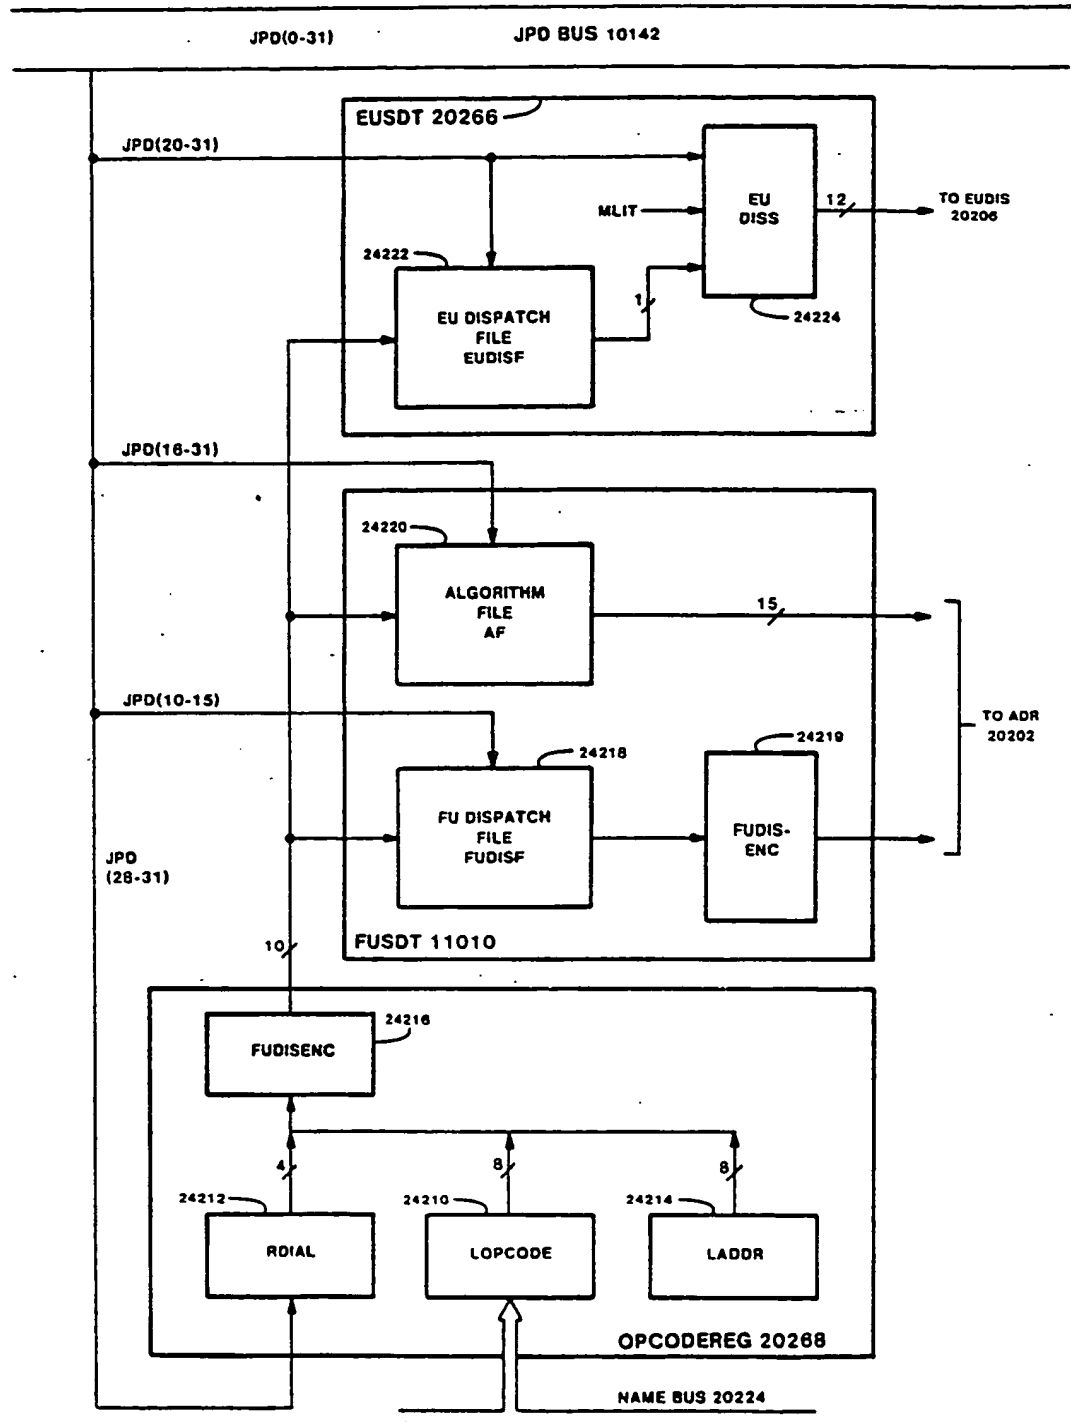 JPD(0-31)
JPD BUS 10142
EUSDT 20266
JPD(20-31)
EU
DISS
12
TO EUDIS
20206
MLIT
24222
1
24224
EU DISPATCH
FILE
EUDISF
JPD(16-31)
24220
ALGORITHM
FILE
AF
15
JPD(10-15)
TO ADR
20202
24218
24219
FU DISPATCH
FILE
FUDISF
FUDIS-
ENC
JPD
(28-31)
10
FUSDT 11010
24216
FUDISENC
4
8
8
24212
24210
24214
RDIAL
LOPCODE
LADDR
OPCODEREG 20268
NAME BUS 20224